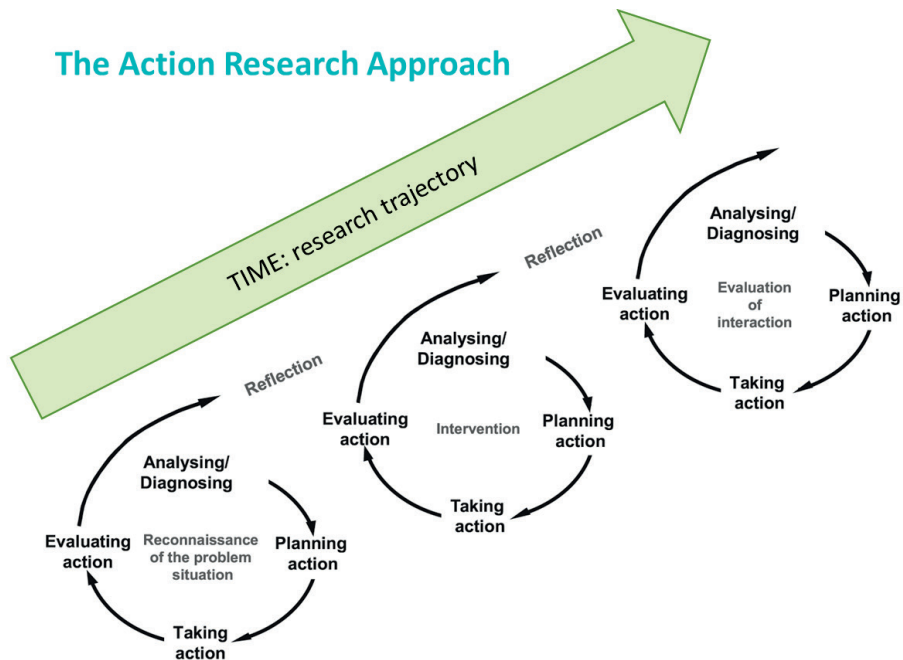 The Action Research Approach
TIME: research trajectory
Reflection
Analysing/
Diagnosing
Evaluating
action
Reconnaissance
of the problem
situation
Planning
action
Taking
action
Reflection
Analysing/
Diagnosing
Evaluating
action
Intervention
Planning
action
Taking
action
Analysing/
Diagnosing
Evaluating
action
Evaluation
of
interaction
Planning
action
Taking
action